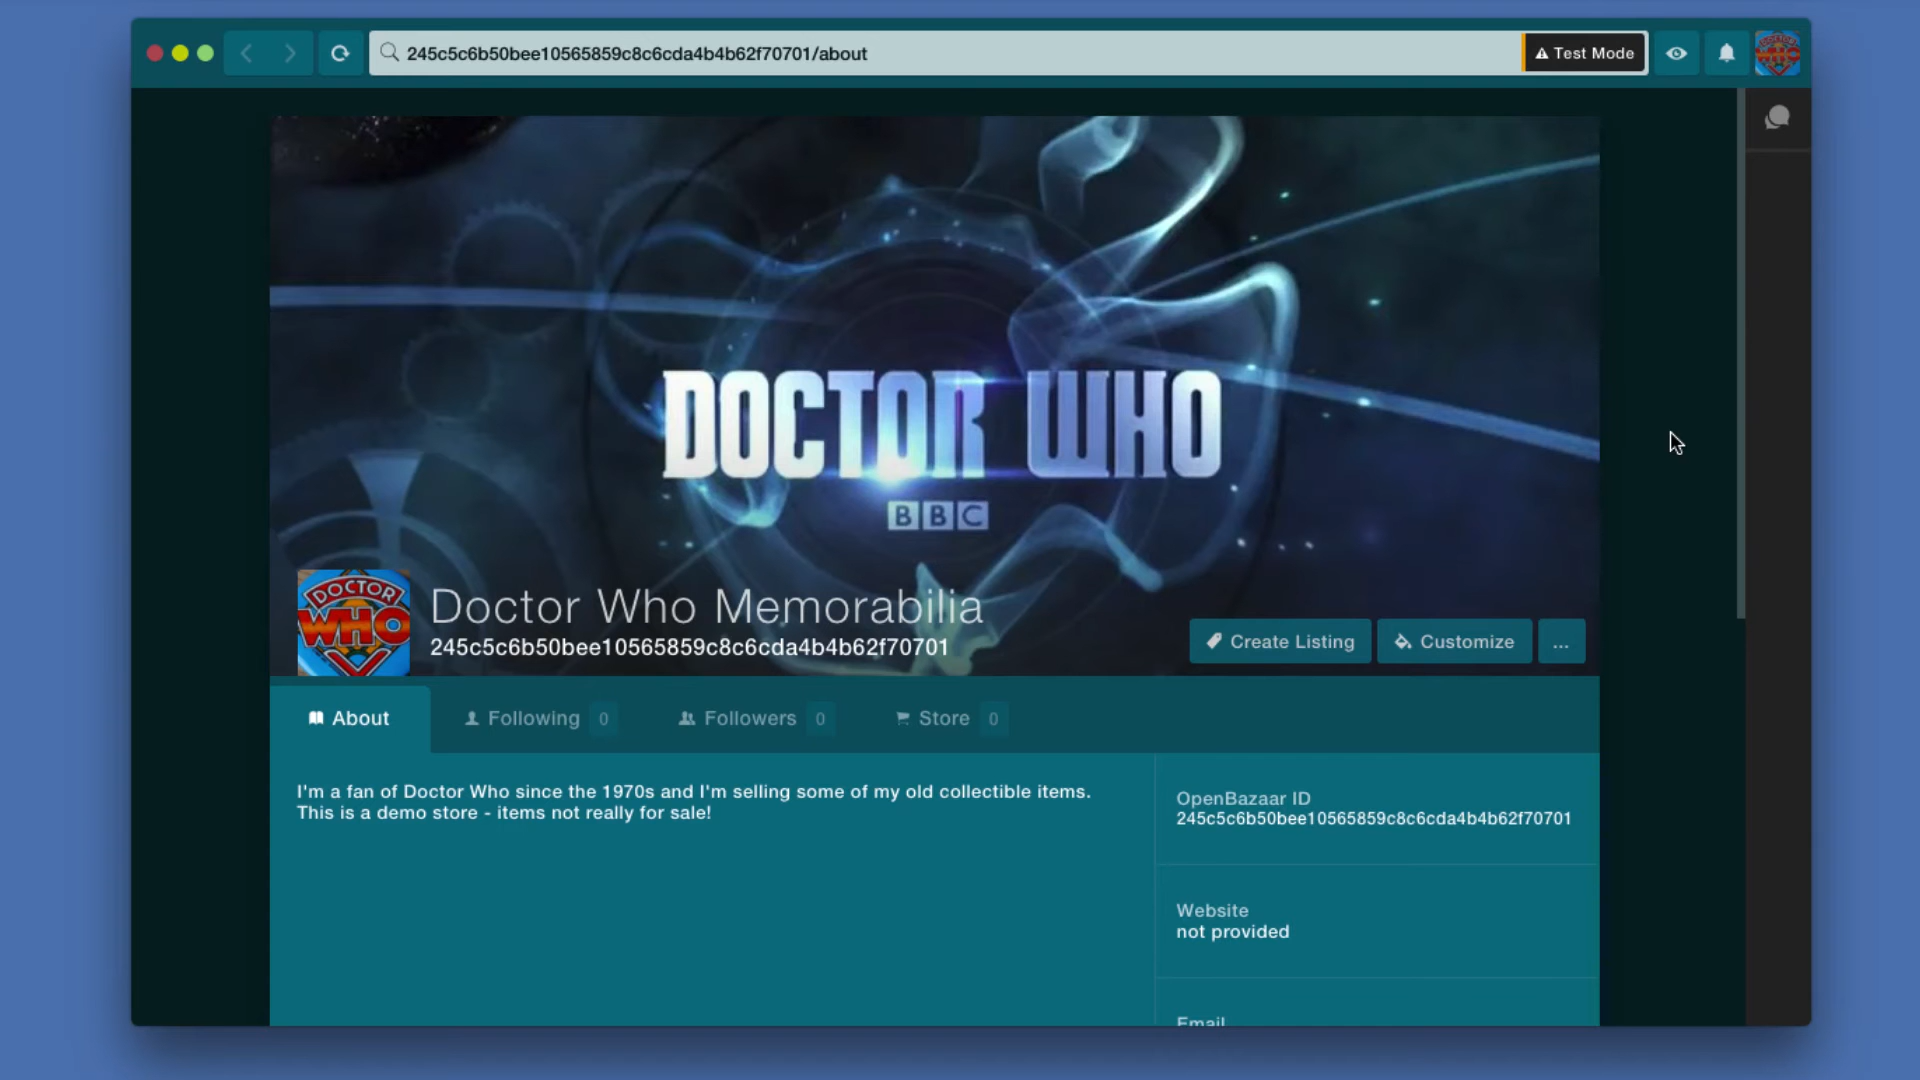 245c5c6b50bee10565859c8c6cda4b4b62f70701/about
Test Mode
DOCTOR WHO
BBC
DOCTOR
WHO
Doctor Who Memorabilia
245c5c6b50bee10565859c8c6cda4b4b62f70701
Create Listing
Customize
...
About
Following 0
Followers 0
Store 0
I'm a fan of Doctor Who since the 1970s and I'm selling some of my old collectible items.
This is a demo store - items not really for sale!
OpenBazaar ID
245c5c6b50bee10565859c8c6cda4b4b62f70701
Website
not provided
Email